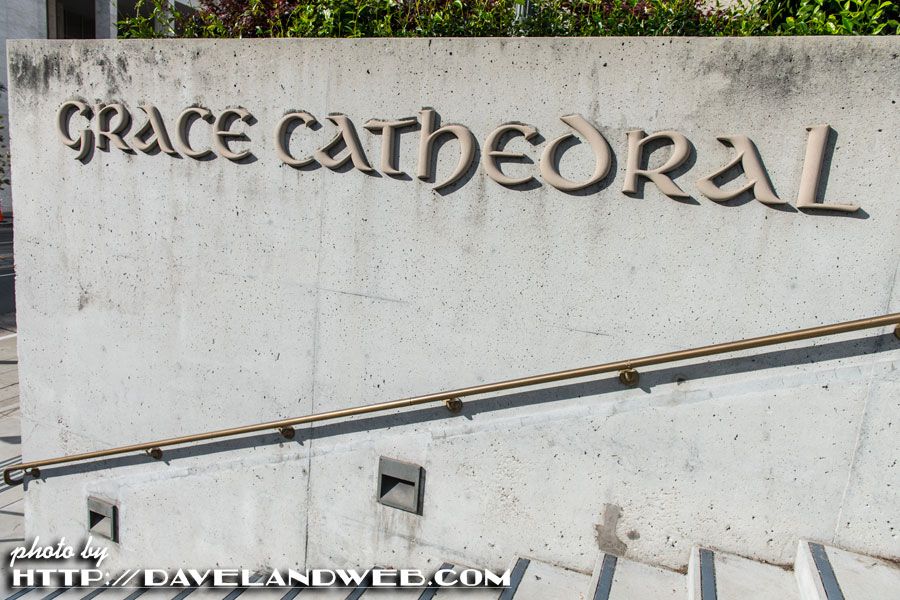 Grace Cathedral
photo by
HTTP://DAVELANDWEB.COM